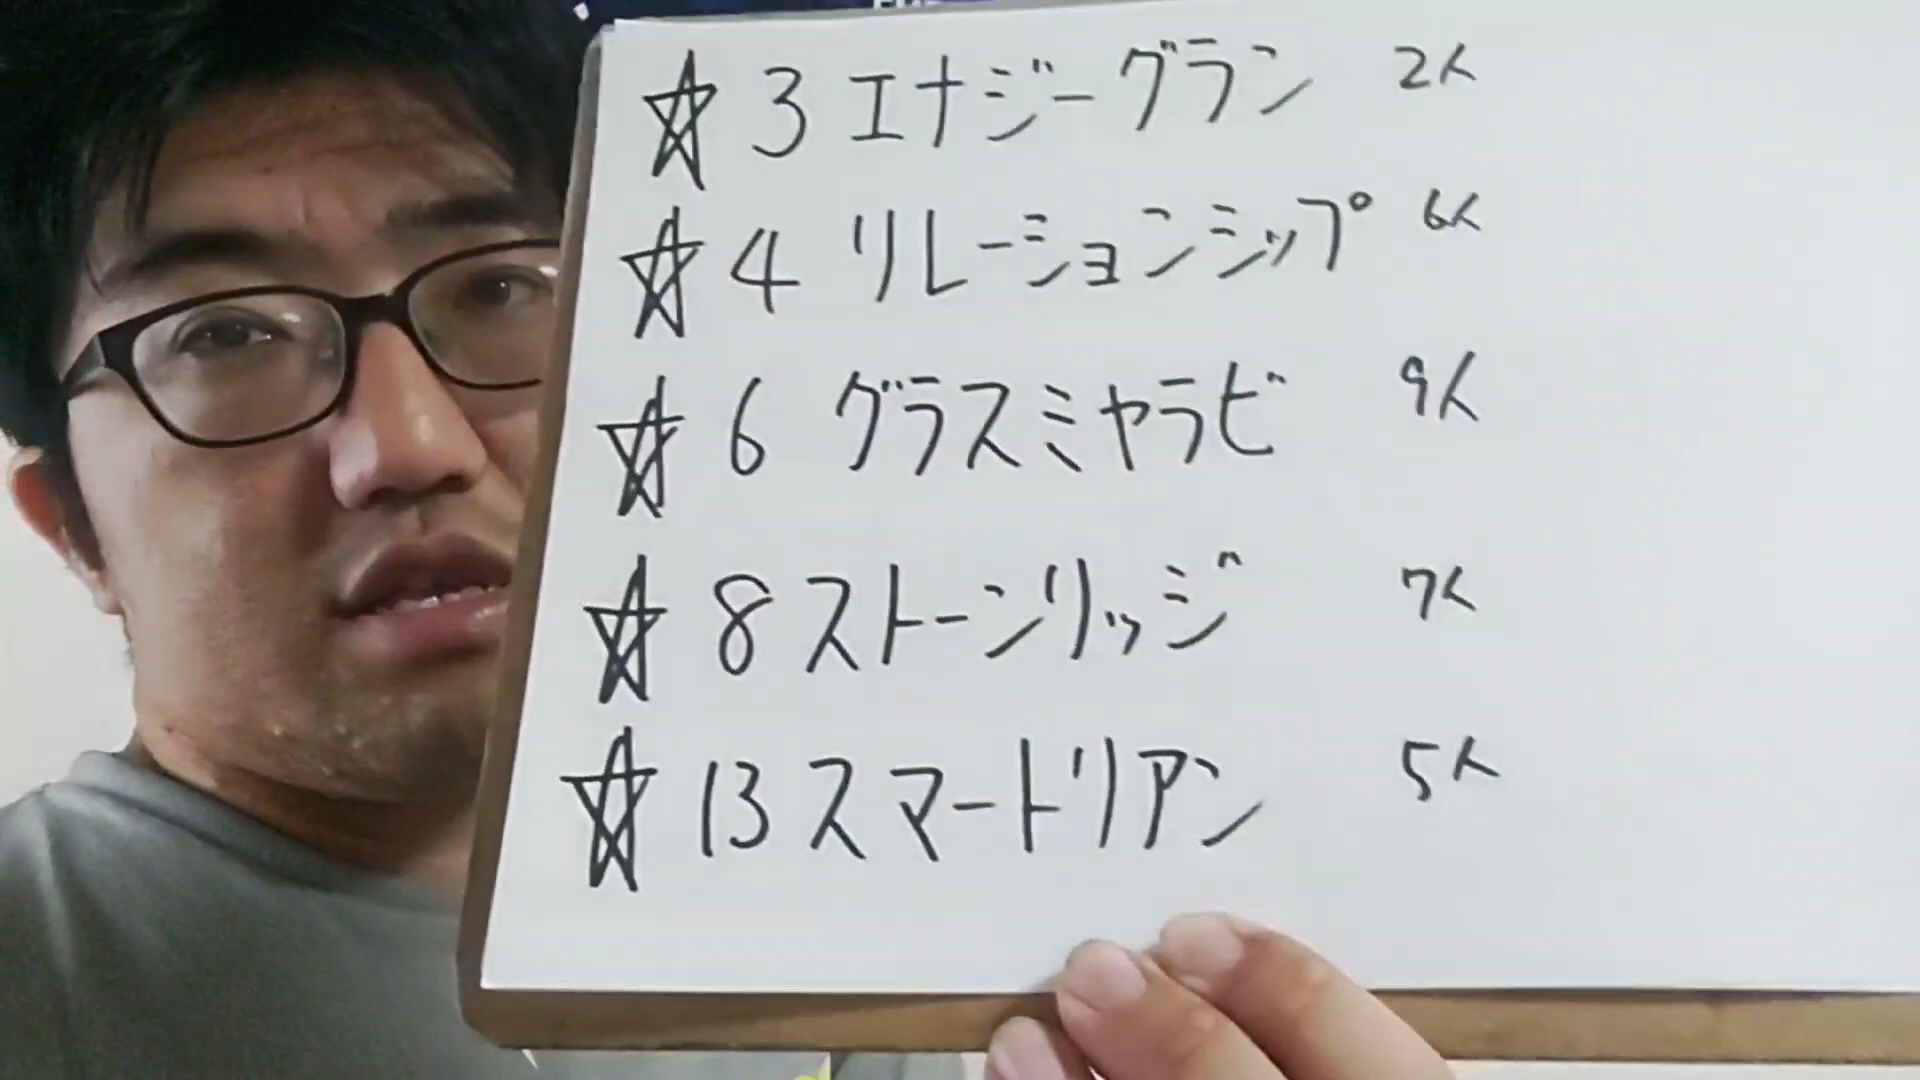 ☆ 3 エナジーグラン 2人
☆ 4 リレーションシップ 6人
☆ 6 グラスミヤラビ 9人
☆ 8 ストーンリッジ 7人
☆ 13 スマートリアン 5人